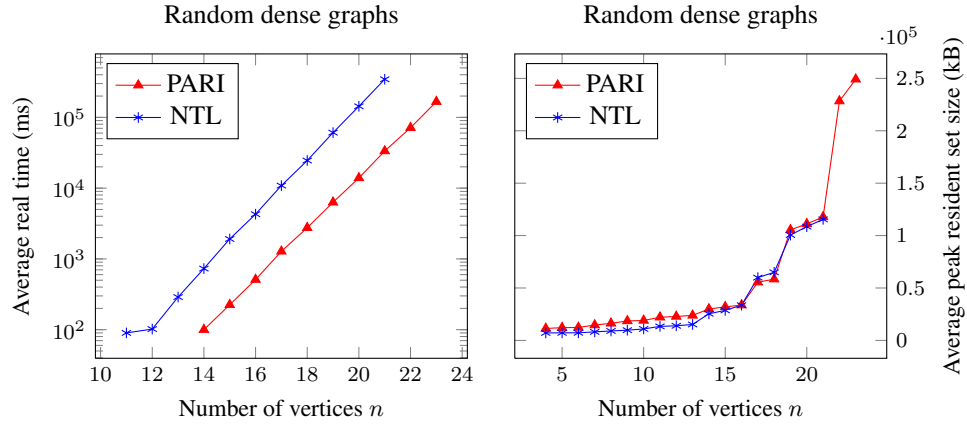 Random dense graphs
Average real time (ms)
10^5
10^4
10^3
10^2
PARI
NTL
10 12 14 16 18 20 22 24
Number of vertices n
Random dense graphs
·10^5
PARI
NTL
2.5
2
1.5
1
0.5
0
Average peak resident set size (kB)
5 10 15 20
Number of vertices n